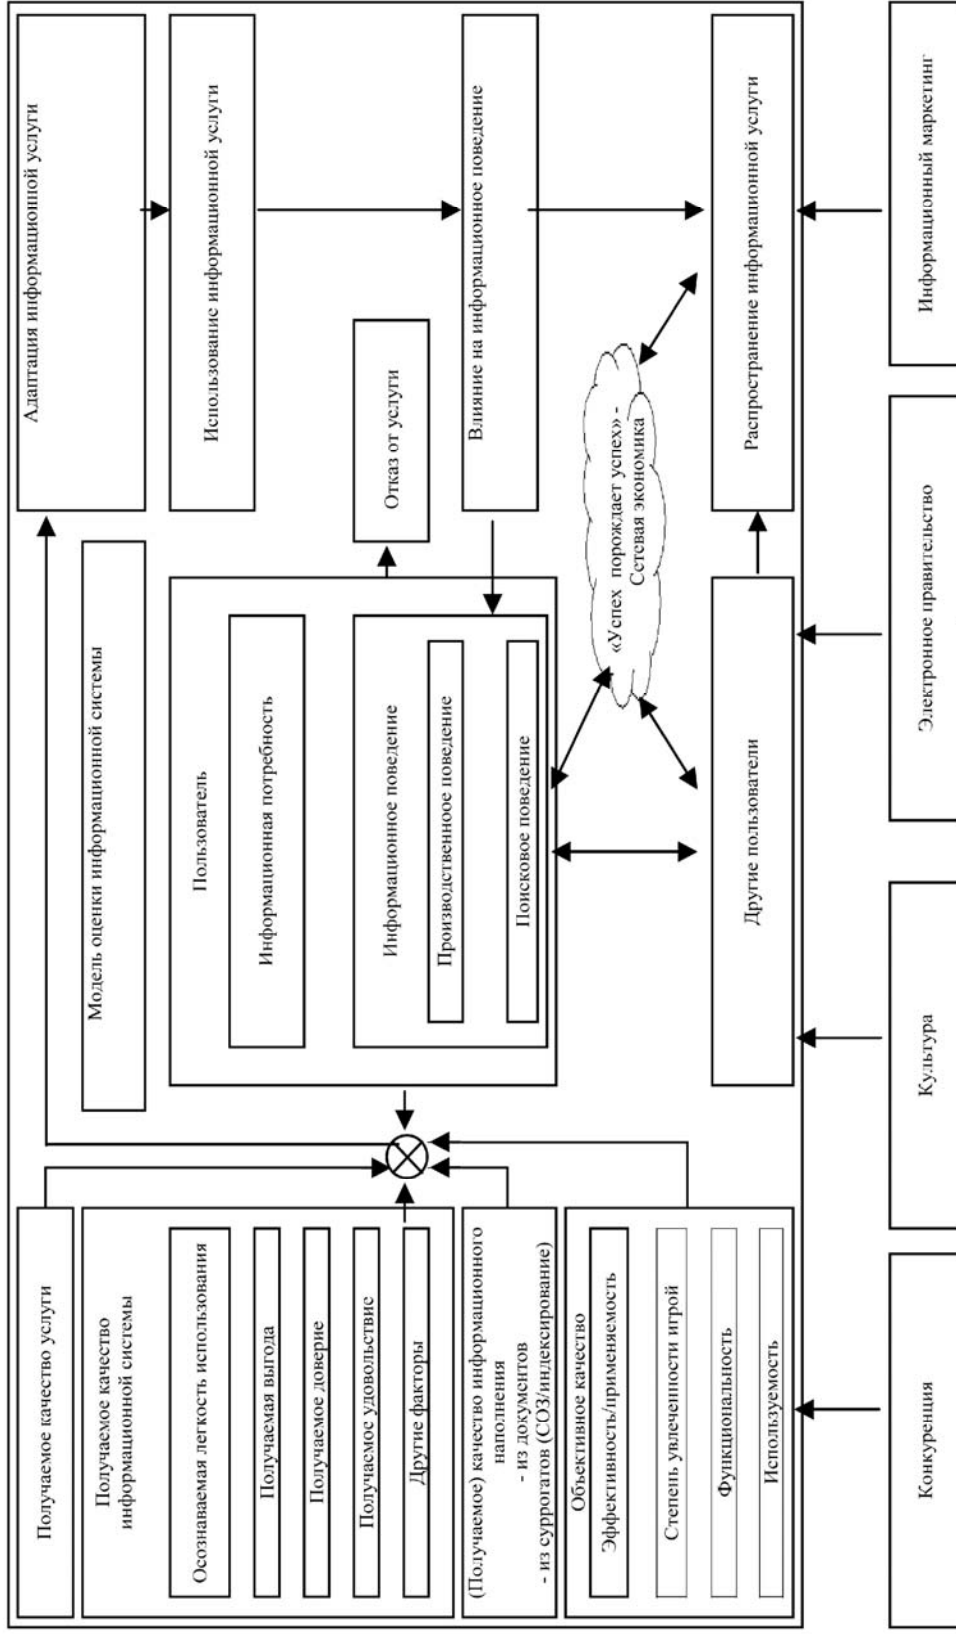 Получаемое качество услуги
Получаемое качество
информационной системы
Осознаваемая легкость использования
Получаемая выгода
Получаемое доверие
Получаемое удовольствие
Другие факторы
(Получаемое) качество информационного
наполнения
- из документов
- из суррогатов (СОЗ/индексирование)
Объективное качество
Эффективность/применяемость
Степень увлеченности игрой
Функциональность
Используемость
Модель оценки информационной системы
Пользователь
Информационная потребность
Информационное поведение
Производственноое поведение
Поисковое поведение
Другие пользователи
Адаптация информационной услуги
Использование информационной услуги
Отказ от услуги
Влияние на информационное поведение
«Успех порождает успех» -
Сетевая экономика
Распространение информационной услуги
Конкуренция
Культура
Электронное правительство
Информационный маркетинг